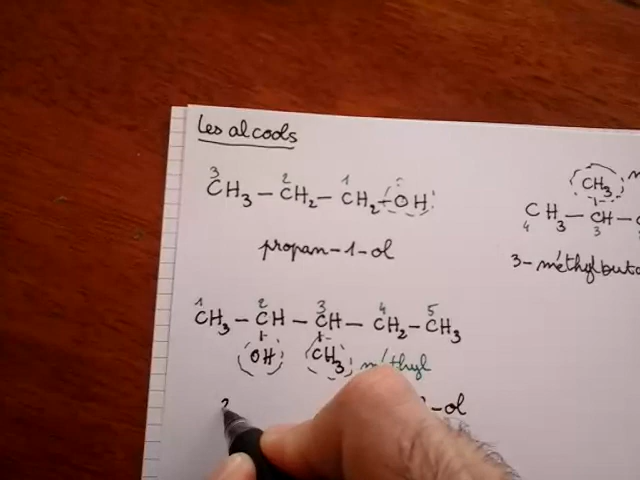 Les alcools
3 2 1
CH3 – CH2 – CH2 – OH
propan-1-ol
1 2 3 4 5
CH3 – CH – CH – CH2 – CH3
OH CH3 méthyl
-ol
CH3
CH3 – CH –
4 3
3-méthylbuta